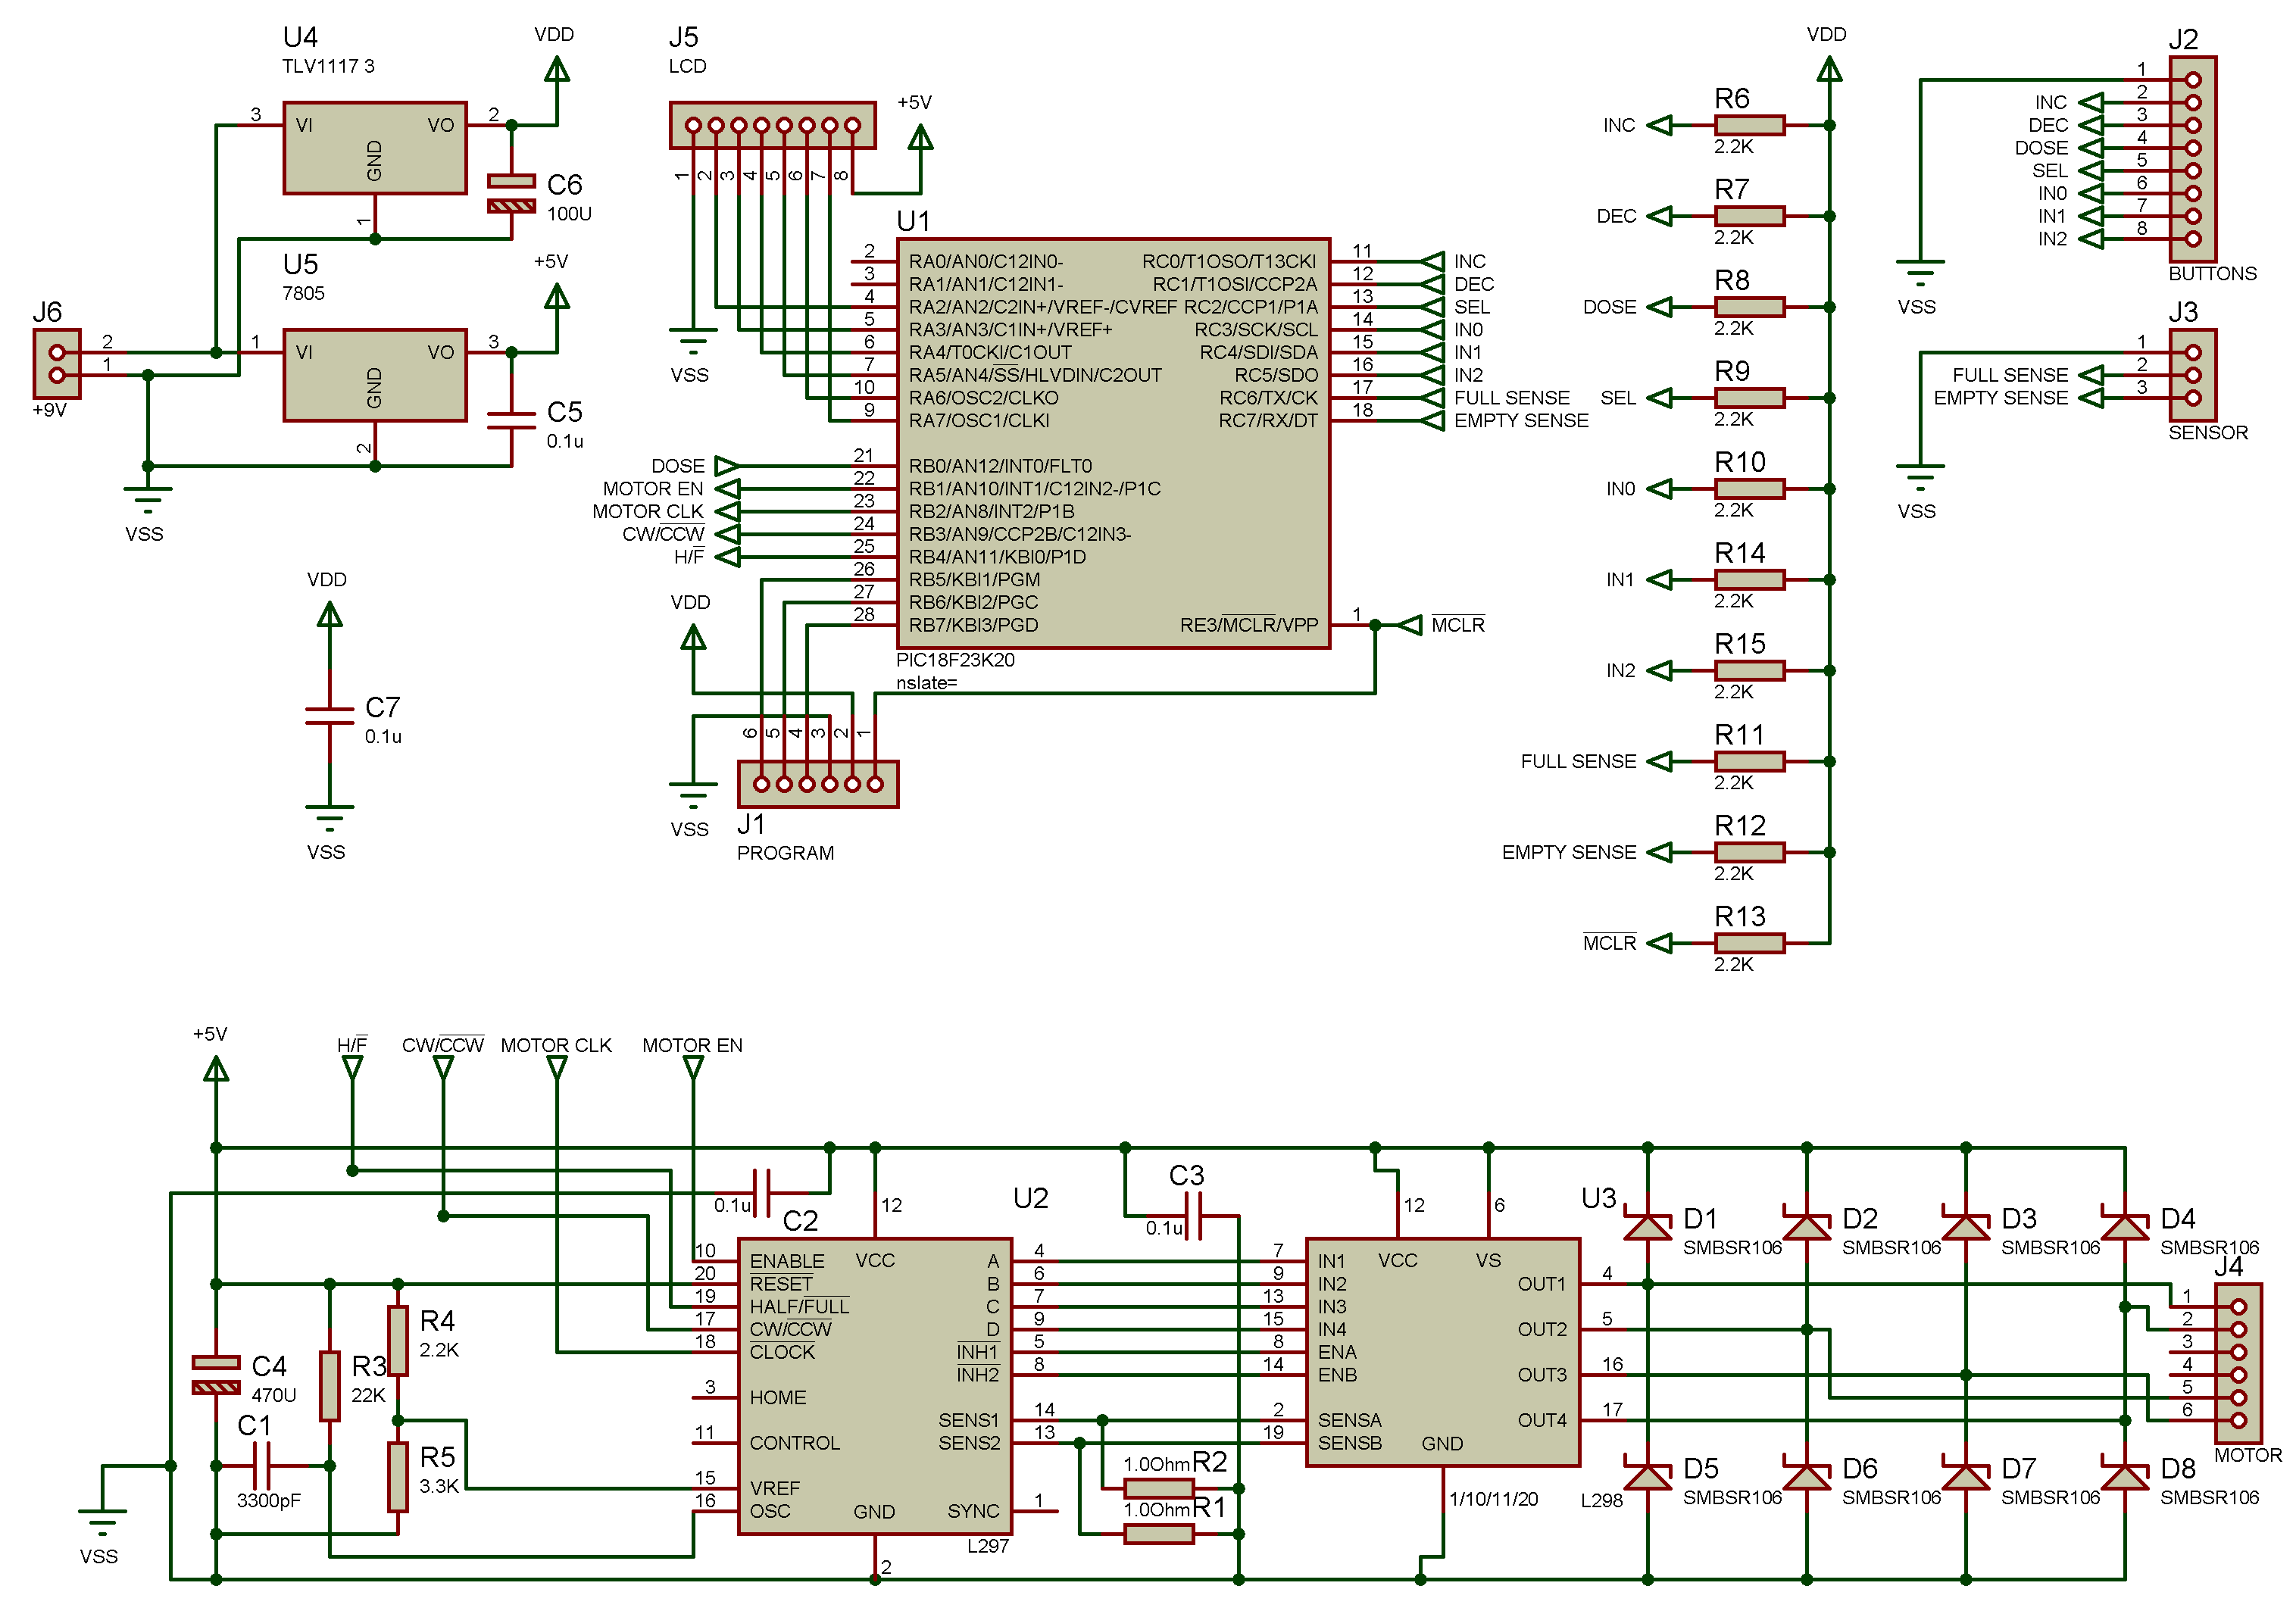 U4
TLV1117 3
VDD
3
VI
VO
2
GND
1
C6
100U
U5
7805
+5V
J6
2
1
+9V
1
VI
VO
3
GND
2
C5
0.1u
VSS
VDD
C7
0.1u
VSS
J5
LCD
+5V
1
2
3
4
5
6
7
8
VSS
U1
2
RA0/AN0/C12IN0-
3
RA1/AN1/C12IN1-
4
RA2/AN2/C2IN+/VREF-/CVREF
5
RA3/AN3/C1IN+/VREF+
6
RA4/T0CKI/C1OUT
7
RA5/AN4/SS/HLVDIN/C2OUT
10
RA6/OSC2/CLKO
9
RA7/OSC1/CLKI
DOSE
21
RB0/AN12/INT0/FLT0
MOTOR EN
22
RB1/AN10/INT1/C12IN2-/P1C
MOTOR CLK
23
RB2/AN8/INT2/P1B
CW/CCW
24
RB3/AN9/CCP2B/C12IN3-
H/F
25
RB4/AN11/KBI0/P1D
26
RB5/KBI1/PGM
27
RB6/KBI2/PGC
28
RB7/KBI3/PGD
RC0/T1OSO/T13CKI
11
INC
RC1/T1OSI/CCP2A
12
DEC
RC2/CCP1/P1A
13
SEL
RC3/SCK/SCL
14
IN0
RC4/SDI/SDA
15
IN1
RC5/SDO
16
IN2
RC6/TX/CK
17
FULL SENSE
RC7/RX/DT
18
EMPTY SENSE
RE3/MCLR/VPP
1
MCLR
PIC18F23K20
nslate=
VDD
VSS
6
5
4
3
2
1
J1
PROGRAM
VDD
INC
R6
2.2K
DEC
R7
2.2K
DOSE
R8
2.2K
SEL
R9
2.2K
IN0
R10
2.2K
IN1
R14
2.2K
IN2
R15
2.2K
FULL SENSE
R11
2.2K
EMPTY SENSE
R12
2.2K
MCLR
R13
2.2K
J2
1
INC
2
DEC
3
DOSE
4
SEL
5
IN0
6
IN1
7
IN2
8
BUTTONS
VSS
J3
1
FULL SENSE
2
EMPTY SENSE
3
SENSOR
VSS
+5V
H/F
CW/CCW
MOTOR CLK
MOTOR EN
0.1u
C2
12
U2
10
ENABLE
VCC
A
4
20
RESET
B
6
19
HALF/FULL
C
7
17
CW/CCW
D
9
18
CLOCK
INH1
5
INH2
8
3
HOME
SENS1
14
11
CONTROL
SENS2
13
15
VREF
16
OSC
GND
SYNC
1
L297
2
R4
2.2K
C4
470U
R3
22K
C1
3300pF
R5
3.3K
VSS
C3
0.1u
1.0Ohm
R2
1.0Ohm
R1
12
6
U3
7
IN1
VCC
VS
9
IN2
OUT1
4
13
IN3
15
IN4
OUT2
5
8
ENA
14
ENB
OUT3
16
2
SENSA
OUT4
17
19
SENSB
GND
1/10/11/20
L298
D1
SMBSR106
D2
SMBSR106
D3
SMBSR106
D4
SMBSR106
J4
1
2
3
4
5
6
MOTOR
D5
SMBSR106
D6
SMBSR106
D7
SMBSR106
D8
SMBSR106